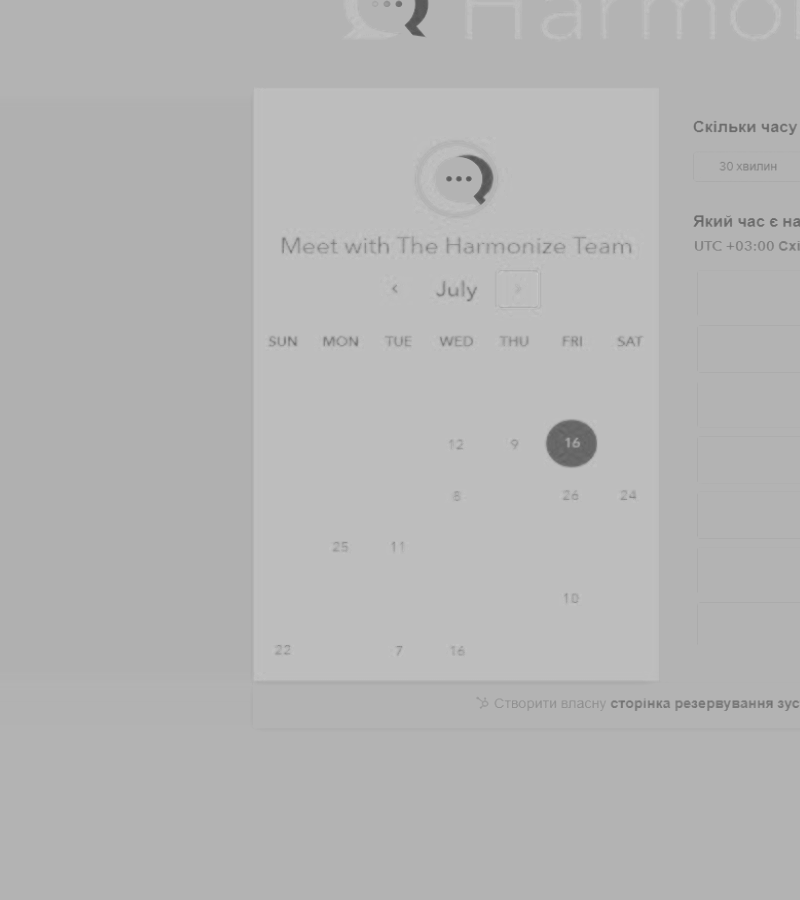 Harmon
Meet with The Harmonize Team
‹ July ›
SUN MON TUE WED THU FRI SAT
12 9 16
8 26 24
25 11
10
22 7 16
Скільки часу
30 хвилин
Який час є на
UTC +03:00 Схі
Створити власну сторінка резервування зус